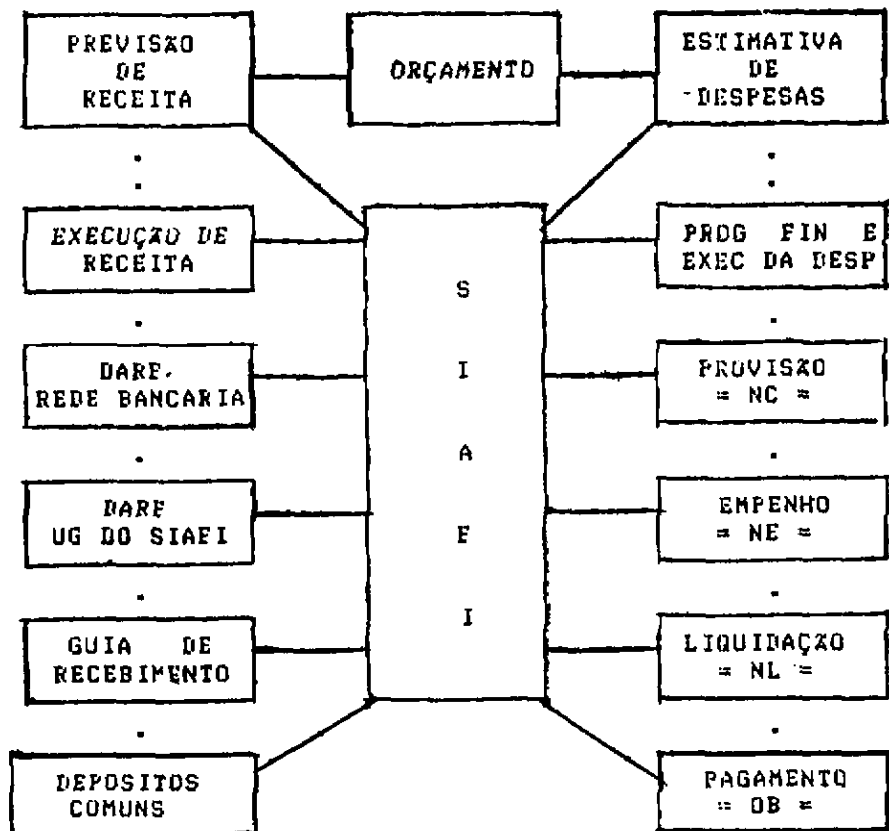 PREVISÃO
DE
RECEITA
ORÇAMENTO
ESTIMATIVA
DE
DESPESAS
EXECUÇÃO DE
RECEITA
PROG FIN E
EXEC DA DESP
DARF.
REDE BANCARIA
PROVISÃO
= NC =
DARF
UG DO SIAFI
EMPENHO
= NE =
GUIA DE
RECEBIMENTO
LIQUIDAÇÃO
= NL =
DEPOSITOS
COMUNS
PAGAMENTO
= OB =
S
I
A
F
I